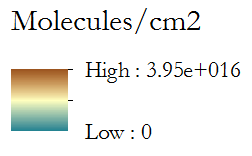 Molecules/cm2
High : 3.95e+016
Low : 0